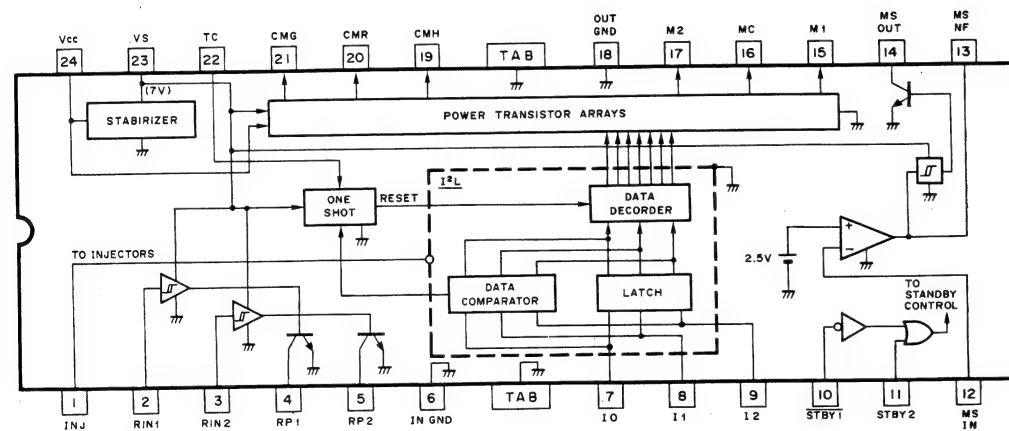 Vcc VS TC CMG CMR CMH OUT GND M2 MC M1 MS OUT MS NF
24 23 22 21 20 19 TAB 18 17 16 15 14 13
(7V)
STABIRIZER
POWER TRANSISTOR ARRAYS
I²L
ONE SHOT
RESET
DATA DECORDER
TO INJECTORS
2.5V
+
−
DATA COMPARATOR
LATCH
TO STANDBY CONTROL
1 2 3 4 5 6 TAB 7 8 9 10 11 12
INJ RIN1 RIN2 RP1 RP2 IN GND I0 I1 I2 STBY1 STBY2 MS IN